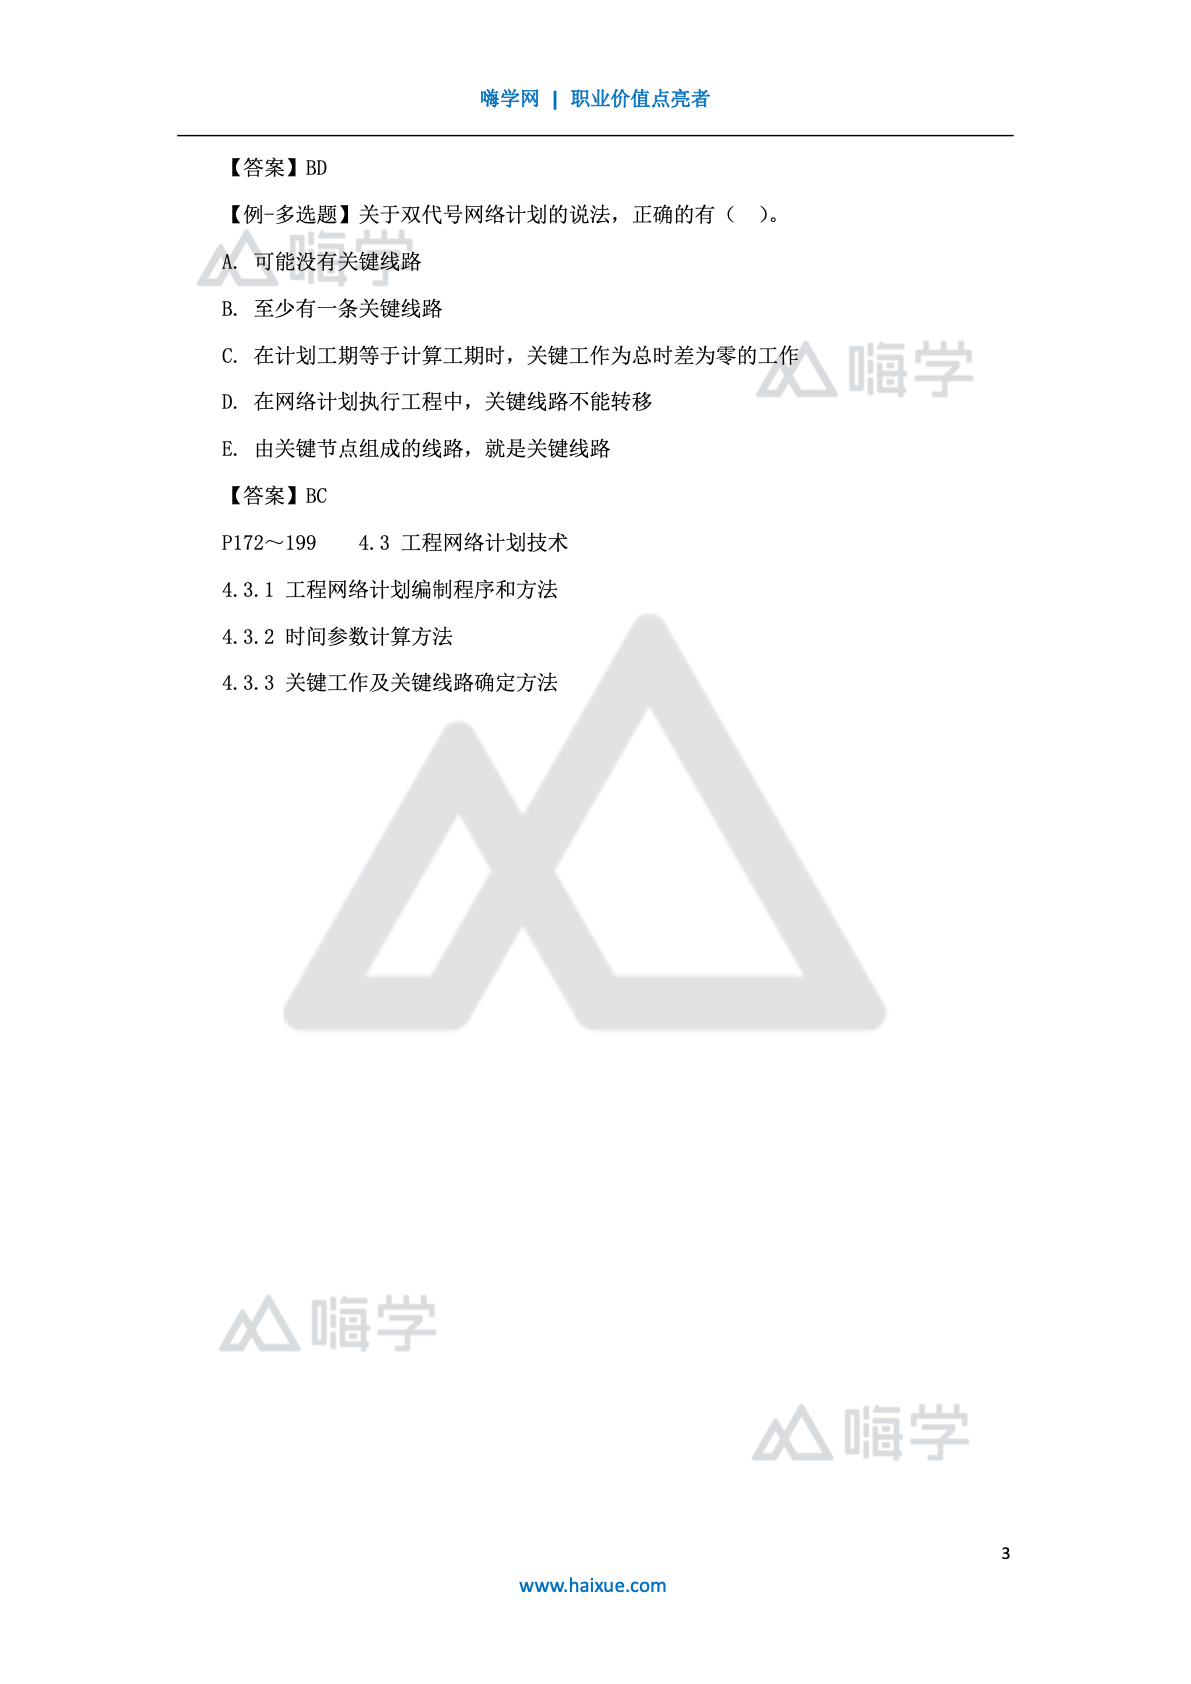 嗨学网 | 职业价值点亮者
【答案】BD
【例-多选题】关于双代号网络计划的说法，正确的有（ ）。
嗨学
A. 可能没有关键线路
B. 至少有一条关键线路
C. 在计划工期等于计算工期时，关键工作为总时差为零的工作
嗨学
D. 在网络计划执行工程中，关键线路不能转移
E. 由关键节点组成的线路，就是关键线路
【答案】BC
P172～199 4.3 工程网络计划技术
4.3.1 工程网络计划编制程序和方法
4.3.2 时间参数计算方法
4.3.3 关键工作及关键线路确定方法
嗨学
嗨学
3
www.haixue.com